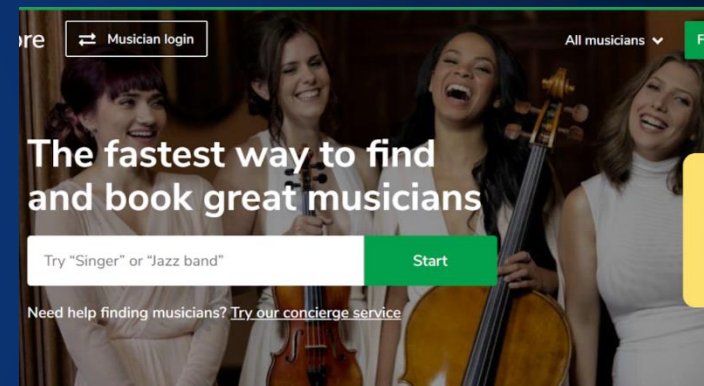 Musician login
All musicians
The fastest way to find
and book great musicians
Try “Singer” or “Jazz band”
Start
Need help finding musicians? Try our concierge service